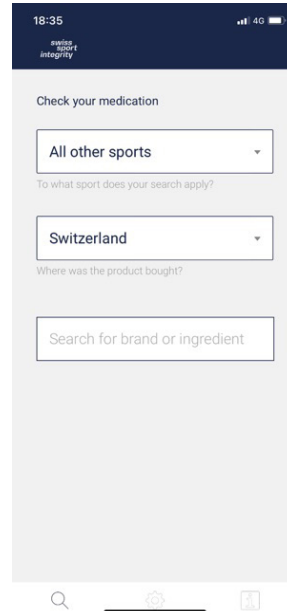 18:35
4G
swiss
sport
integrity
Check your medication
All other sports
To what sport does your search apply?
Switzerland
Where was the product bought?
Search for brand or ingredient